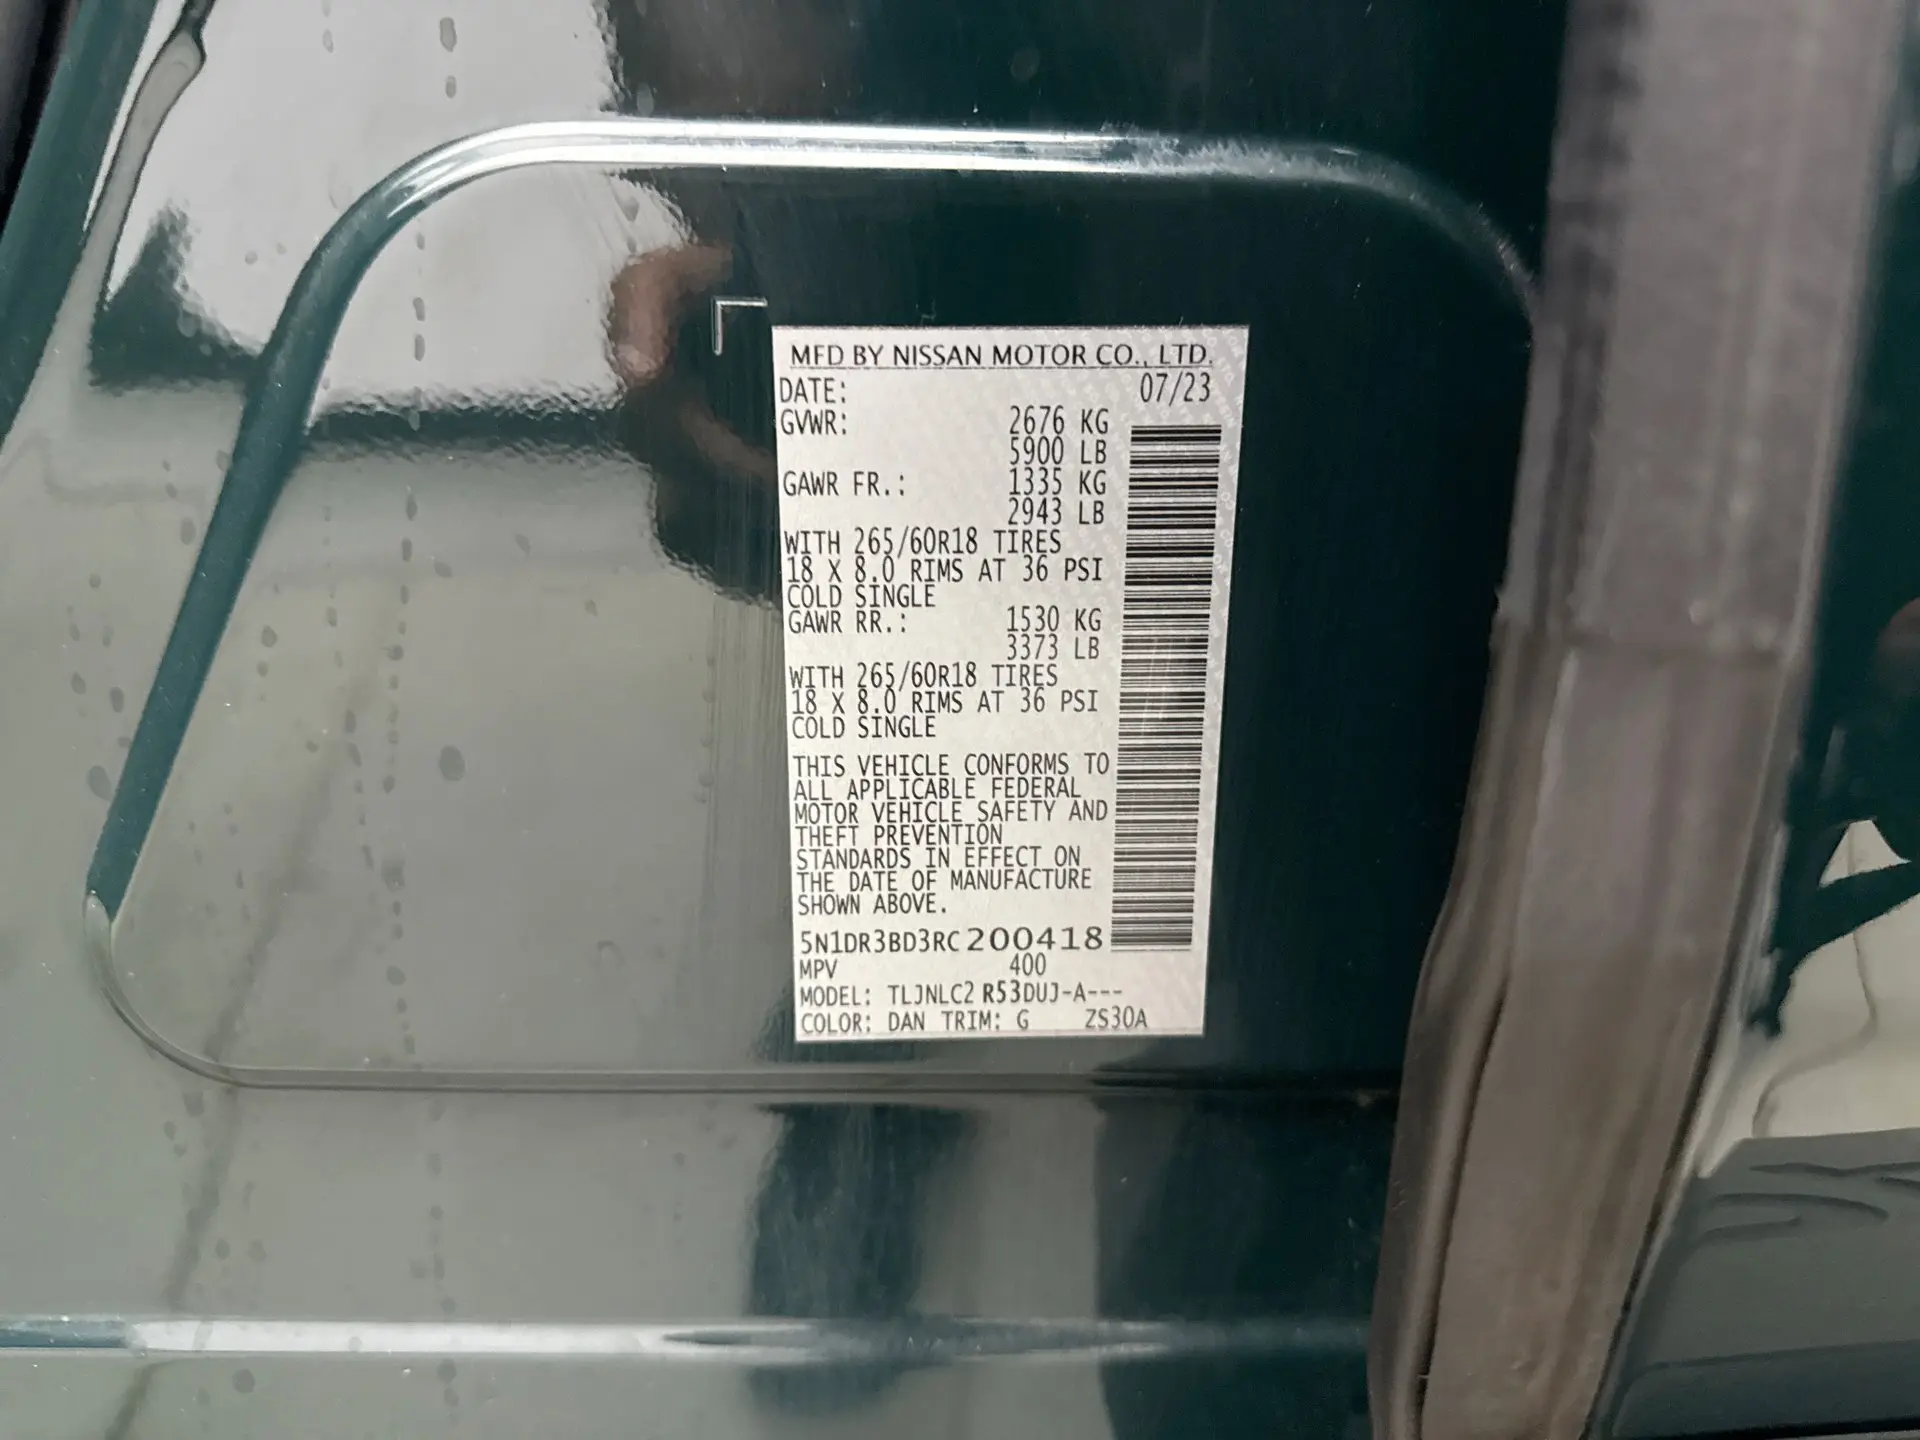 MFD BY NISSAN MOTOR CO., LTD.
DATE: 07/23
GVWR: 2676 KG
5900 LB
GAWR FR.: 1335 KG
2943 LB
WITH 265/60R18 TIRES
18 X 8.0 RIMS AT 36 PSI
COLD SINGLE
GAWR RR.: 1530 KG
3373 LB
WITH 265/60R18 TIRES
18 X 8.0 RIMS AT 36 PSI
COLD SINGLE
THIS VEHICLE CONFORMS TO
ALL APPLICABLE FEDERAL
MOTOR VEHICLE SAFETY AND
THEFT PREVENTION
STANDARDS IN EFFECT ON
THE DATE OF MANUFACTURE
SHOWN ABOVE.
5N1DR3BD3RC200418
MPV 400
MODEL: TLJNLC2 R53DUJ-A---
COLOR: DAN TRIM: G ZS30A